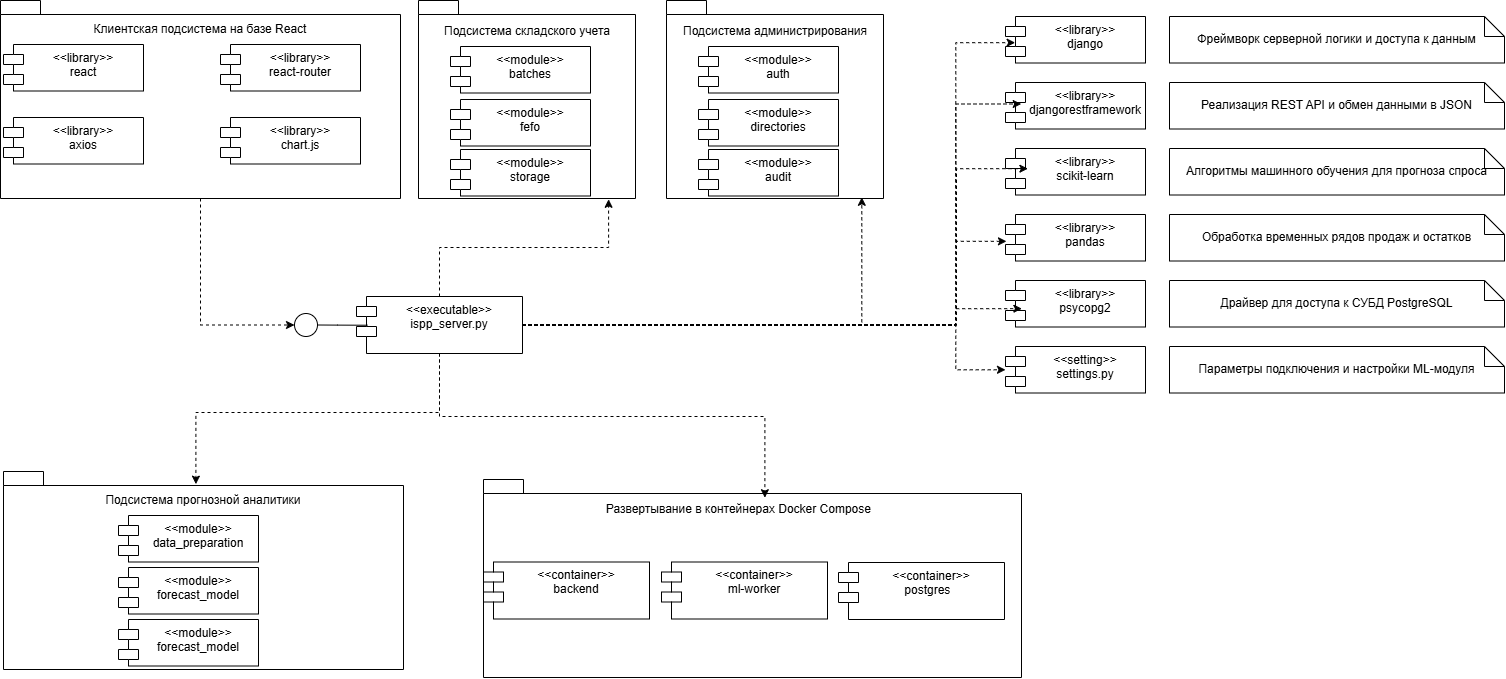 Клиентская подсистема на базе React
<<library>>
react
<<library>>
react-router
<<library>>
axios
<<library>>
chart.js
Подсистема складского учета
<<module>>
batches
<<module>>
fefo
<<module>>
storage
Подсистема администрирования
<<module>>
auth
<<module>>
directories
<<module>>
audit
<<library>>
django
Фреймворк серверной логики и доступа к данным
<<library>>
djangorestframework
Реализация REST API и обмен данными в JSON
<<library>>
scikit-learn
Алгоритмы машинного обучения для прогноза спроса
<<library>>
pandas
Обработка временных рядов продаж и остатков
<<library>>
psycopg2
Драйвер для доступа к СУБД PostgreSQL
<<setting>>
settings.py
Параметры подключения и настройки ML-модуля
<<executable>>
ispp_server.py
Подсистема прогнозной аналитики
<<module>>
data_preparation
<<module>>
forecast_model
<<module>>
forecast_model
Развертывание в контейнерах Docker Compose
<<container>>
backend
<<container>>
ml-worker
<<container>>
postgres